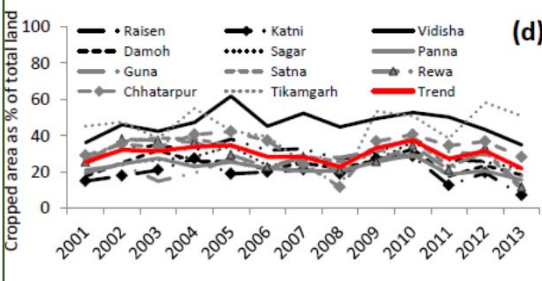 (d)
Raisen Katni Vidisha
Damoh Sagar Panna
Guna Satna Rewa
Chhatarpur Tikamgarh Trend
Cropped area as % of total land
100
80
60
40
20
0
2001 2002 2003 2004 2005 2006 2007 2008 2009 2010 2011 2012 2013